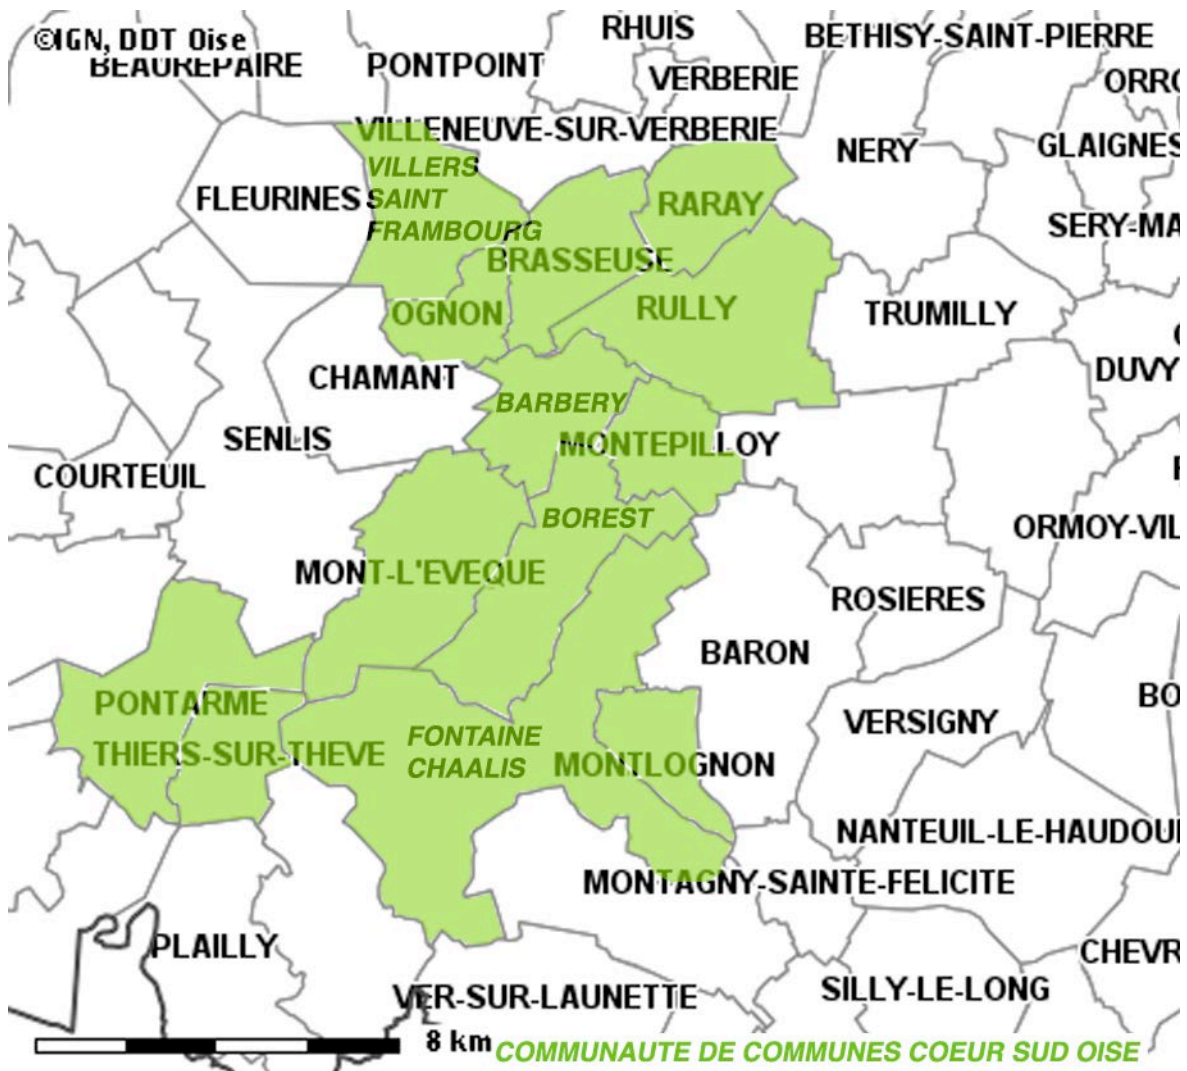 ©IGN, DDT Oise
RHUIS
BETHISY-SAINT-PIERRE
BEAUREPAIRE
PONTPOINT
VERBERIE
ORRO
VILLENEUVE-SUR-VERBERIE
NERY
GLAIGNES
VILLERS
SAINT
FRAMBOURG
FLEURINES
RARAY
SERY-MA
BRASSEUSE
OGNON
RULLY
TRUMILLY
CHAMANT
DUVY
BARBERY
SENLIS
MONTEPILLOY
COURTEUIL
BOREST
ORMOY-VIL
MONT-L'EVEQUE
ROSIERES
BARON
BO
PONTARME
VERSIGNY
THIERS-SUR-THEVE
FONTAINE
CHAALIS
MONTLOGNON
NANTEUIL-LE-HAUDOUI
MONTAGNY-SAINTE-FELICITE
PLAILLY
CHEVR
VER-SUR-LAUNETTE
SILLY-LE-LONG
8 km
COMMUNAUTE DE COMMUNES COEUR SUD OISE